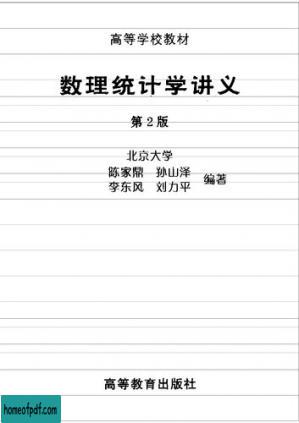 高等学校教材
数理统计学讲义
第2版
北京大学
陈家鼎 孙山泽
李东风 刘力平 编著
高等教育出版社
homeofpdf.com